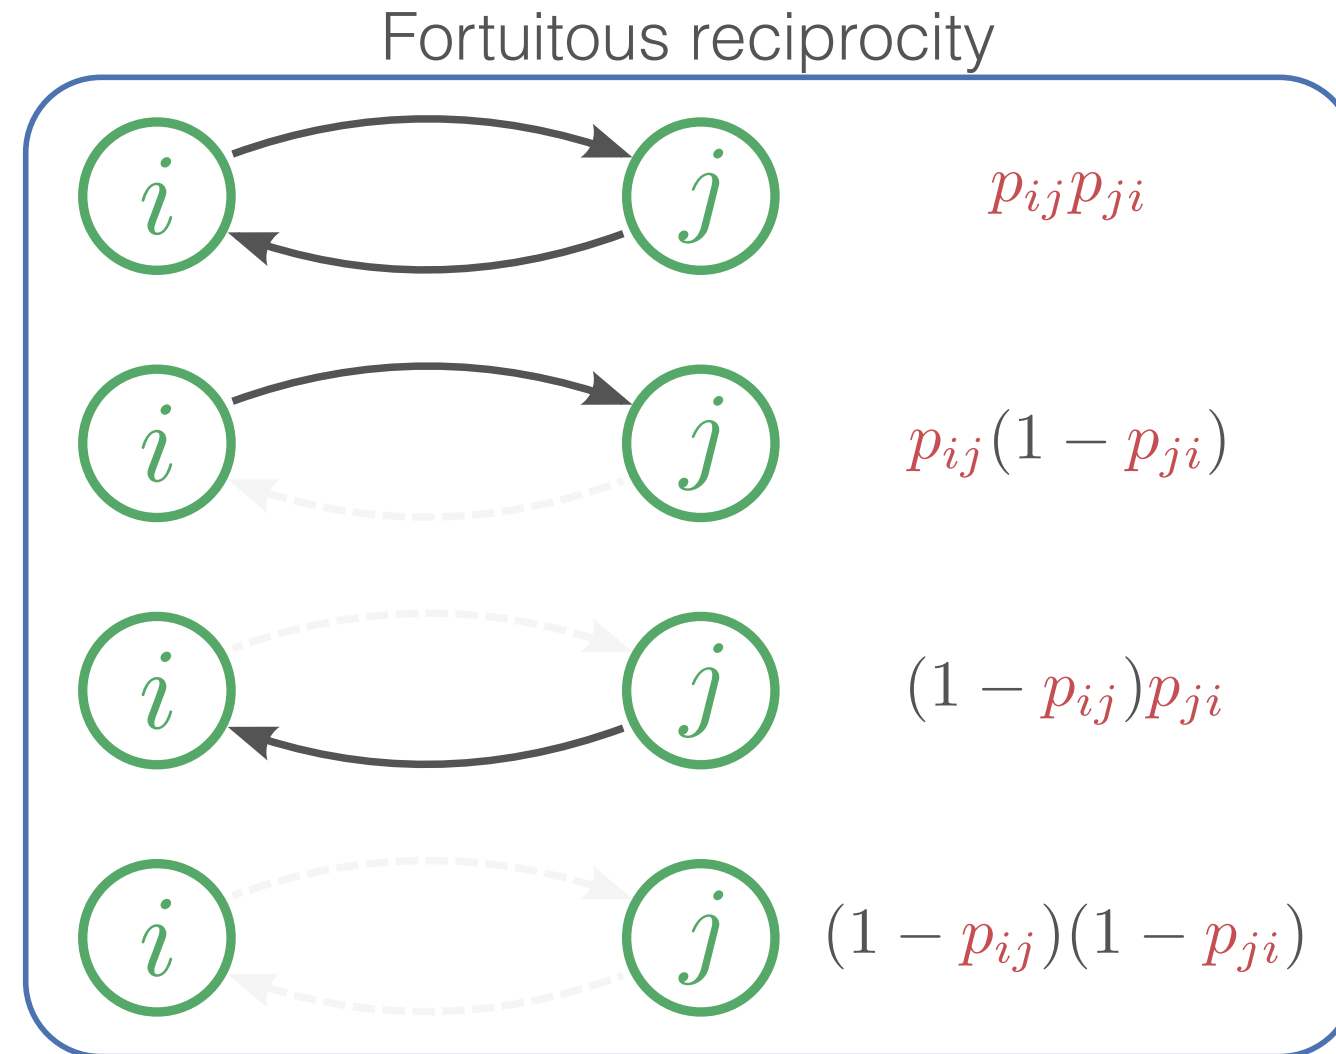 Fortuitous reciprocity
i j p_{ij}p_{ji}
i j p_{ij}(1 − p_{ji})
i j (1 − p_{ij})p_{ji}
i j (1 − p_{ij})(1 − p_{ji})